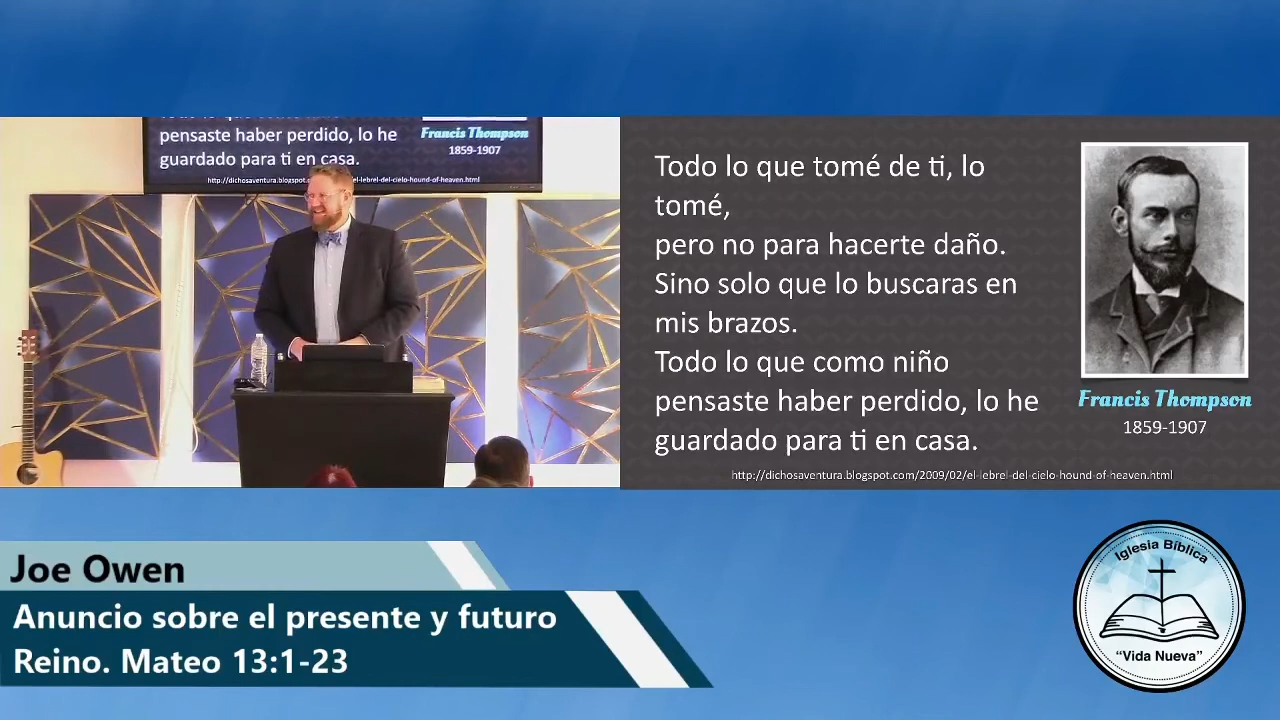 pensaste haber perdido, lo he
guardado para ti en casa.
Francis Thompson
1859-1907
Todo lo que tomé de ti, lo
tomé,
pero no para hacerte daño.
Sino solo que lo buscaras en
mis brazos.
Todo lo que como niño
pensaste haber perdido, lo he
guardado para ti en casa.
Francis Thompson
1859-1907
http://dichosaventura.blogspot.com/2009/02/el-lebrel-del-cielo-hound-of-heaven.html
Joe Owen
Anuncio sobre el presente y futuro
Reino. Mateo 13:1-23
Iglesia Bíblica
“Vida Nueva”